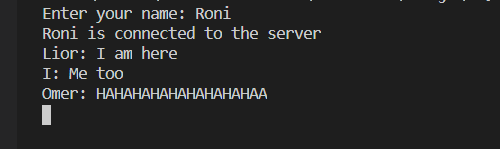 Enter your name: Roni
Roni is connected to the server
Lior: I am here
I: Me too
Omer: HAHAHAHAHAHAHAHAHAA